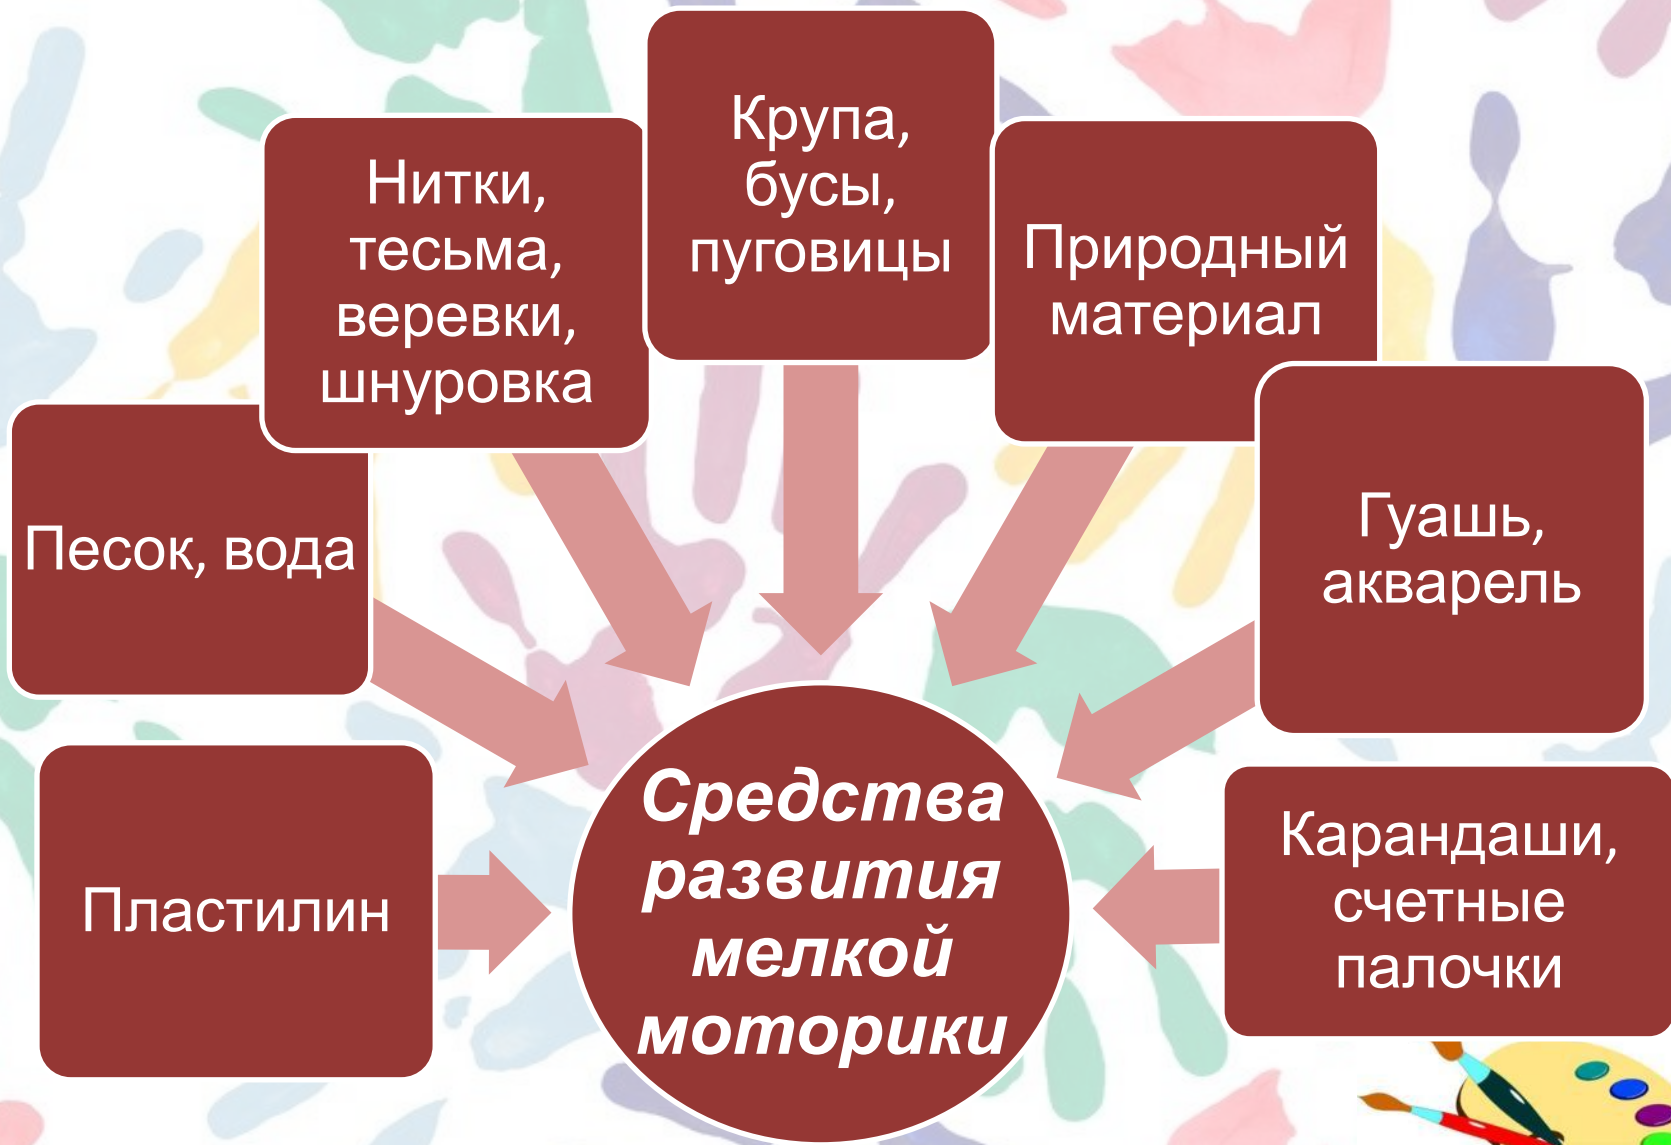 Крупа,
бусы,
пуговицы
Нитки,
тесьма,
веревки,
шнуровка
Природный
материал
Песок, вода
Гуашь,
акварель
Пластилин
Карандаши,
счетные
палочки
Средства
развития
мелкой
моторики